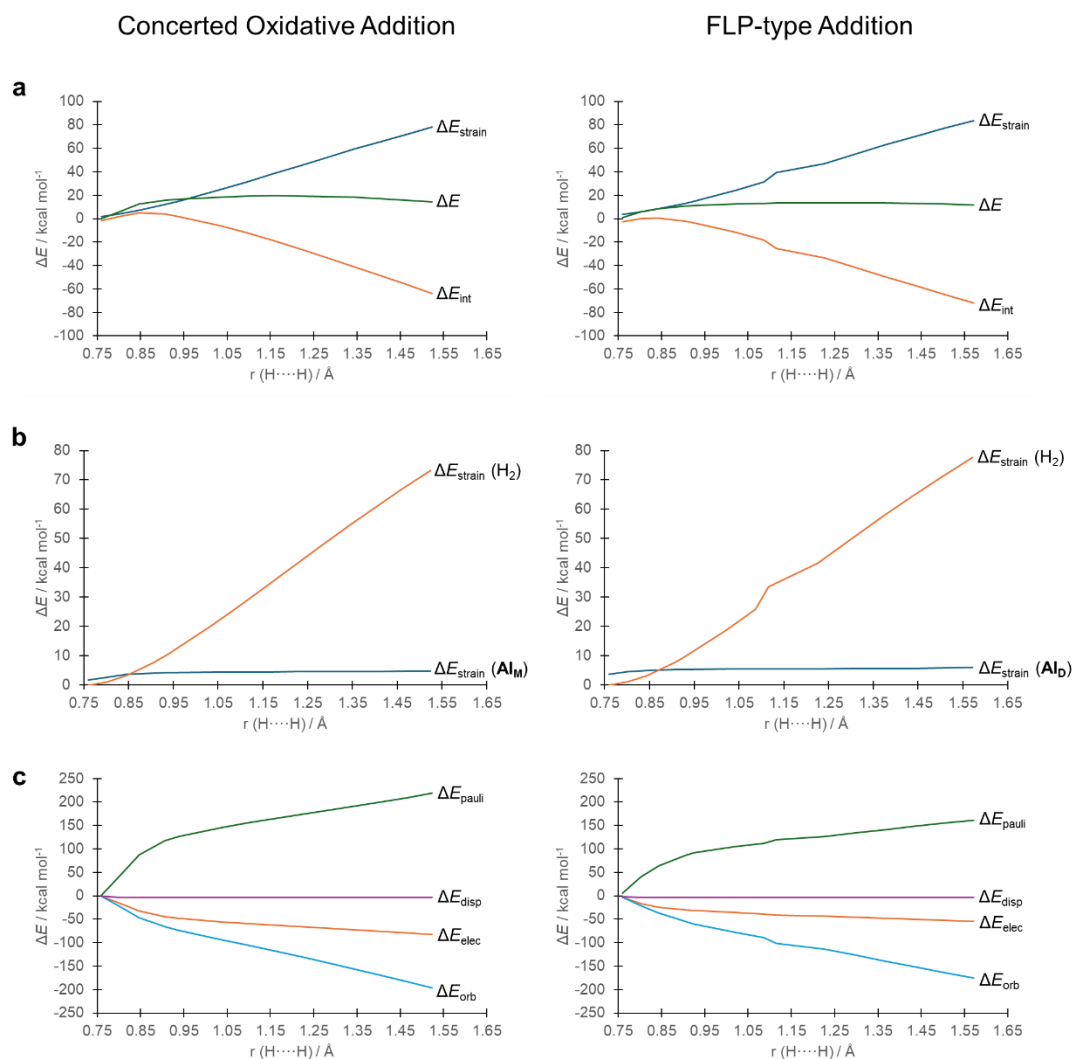 Concerted Oxidative Addition
FLP-type Addition
a
100
80
60
40
20
0
-20
-40
-60
-80
-100
ΔE / kcal mol-1
ΔEstrain
ΔE
ΔEint
0.75 0.85 0.95 1.05 1.15 1.25 1.35 1.45 1.55 1.65
r (H····H) / Å
100
80
60
40
20
0
-20
-40
-60
-80
-100
ΔE / kcal mol-1
ΔEstrain
ΔE
ΔEint
0.75 0.85 0.95 1.05 1.15 1.25 1.35 1.45 1.55 1.65
r (H····H) / Å
b
80
70
60
50
40
30
20
10
0
ΔE / kcal mol-1
ΔEstrain (H2)
ΔEstrain (AlM)
0.75 0.85 0.95 1.05 1.15 1.25 1.35 1.45 1.55 1.65
r (H····H) / Å
80
70
60
50
40
30
20
10
0
ΔE / kcal mol-1
ΔEstrain (H2)
ΔEstrain (AlD)
0.75 0.85 0.95 1.05 1.15 1.25 1.35 1.45 1.55 1.65
r (H····H) / Å
c
250
200
150
100
50
0
-50
-100
-150
-200
-250
ΔE / kcal mol-1
ΔEpauli
ΔEdisp
ΔEelec
ΔEorb
0.75 0.85 0.95 1.05 1.15 1.25 1.35 1.45 1.55 1.65
r (H····H) / Å
250
200
150
100
50
0
-50
-100
-150
-200
-250
ΔE / kcal mol-1
ΔEpauli
ΔEdisp
ΔEelec
ΔEorb
0.75 0.85 0.95 1.05 1.15 1.25 1.35 1.45 1.55 1.65
r (H····H) / Å